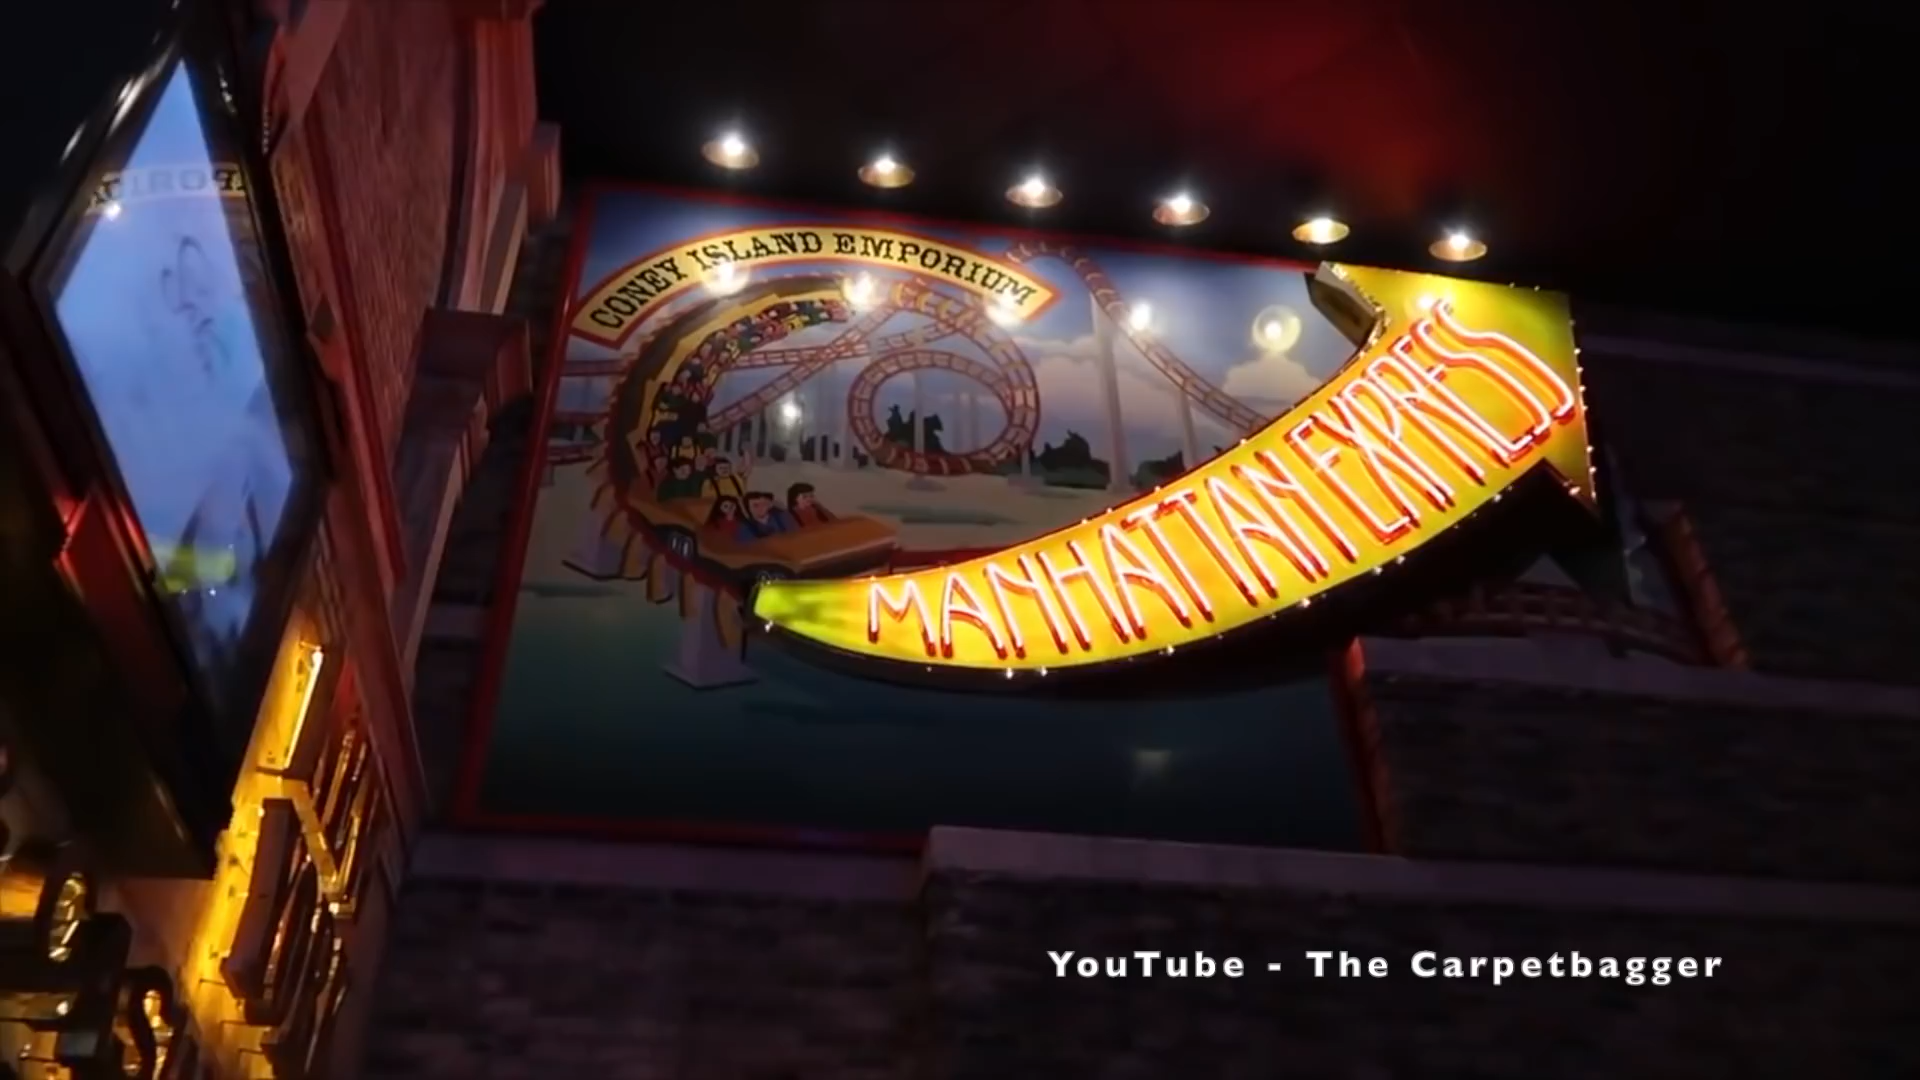 CONEY ISLAND EMPORIUM
MANHATTAN EXPRESS
YouTube - The Carpetbagger